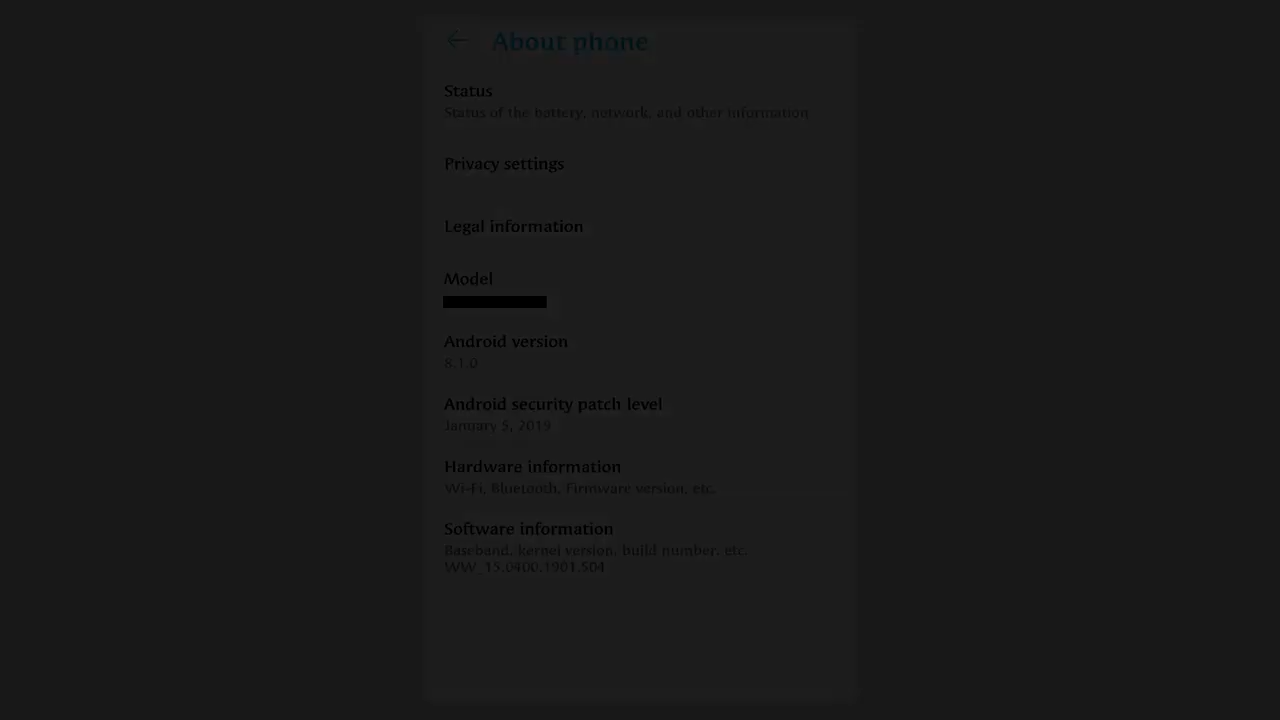 About phone
Status
Status of the battery, network, and other information
Privacy settings
Legal information
Model
Android version
8.1.0
Android security patch level
January 5, 2019
Hardware information
Wi-Fi, Bluetooth, Firmware version, etc.
Software information
Baseband, kernel version, build number, etc.
WW_15.0400.1901.504